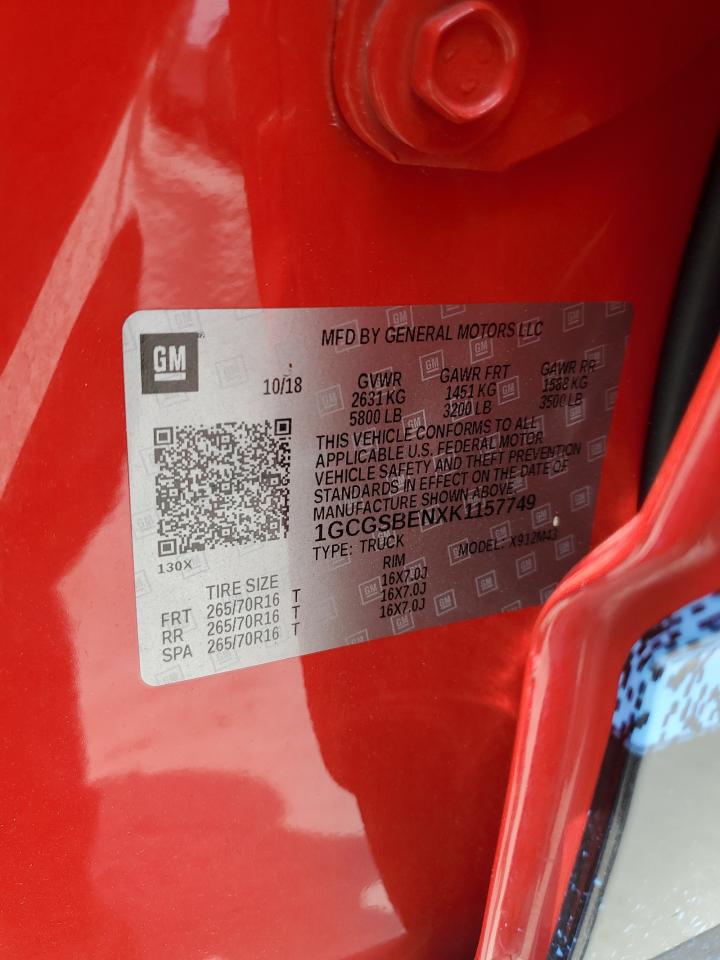 GM
MFD BY GENERAL MOTORS LLC
10/18
GVWR GAWR FRT GAWR RR
2631 KG 1451 KG 1588 KG
5800 LB 3200 LB 3500 LB
THIS VEHICLE CONFORMS TO ALL
APPLICABLE U.S. FEDERAL MOTOR
VEHICLE SAFETY AND THEFT PREVENTION
STANDARDS IN EFFECT ON THE DATE OF
MANUFACTURE SHOWN ABOVE.
1GCGSBENXK1157749
TYPE: TRUCK MODEL: X912M43
130X
TIRE SIZE RIM
FRT 265/70R16 T 16X7.0J
RR 265/70R16 T 16X7.0J
SPA 265/70R16 T 16X7.0J